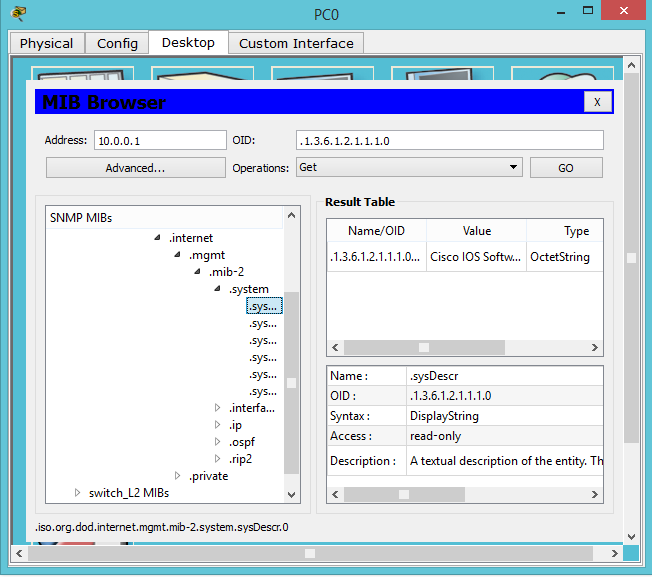 PC0
Physical Config Desktop Custom Interface
MIB Browser X
Address: 10.0.0.1 OID: .1.3.6.1.2.1.1.1.0
Advanced... Operations: Get GO
SNMP MIBs
.internet
.mgmt
.mib-2
.system
.sys...
.sys...
.sys...
.sys...
.sys...
.sys...
.interfa...
.ip
.ospf
.rip2
.private
switch_L2 MIBs
Result Table
Name/OID Value Type
.1.3.6.1.2.1.1.1.0... Cisco IOS Softw... OctetString
Name : .sysDescr
OID : .1.3.6.1.2.1.1.1.0
Syntax : DisplayString
Access : read-only
Description : A textual description of the entity. Th
.iso.org.dod.internet.mgmt.mib-2.system.sysDescr.0